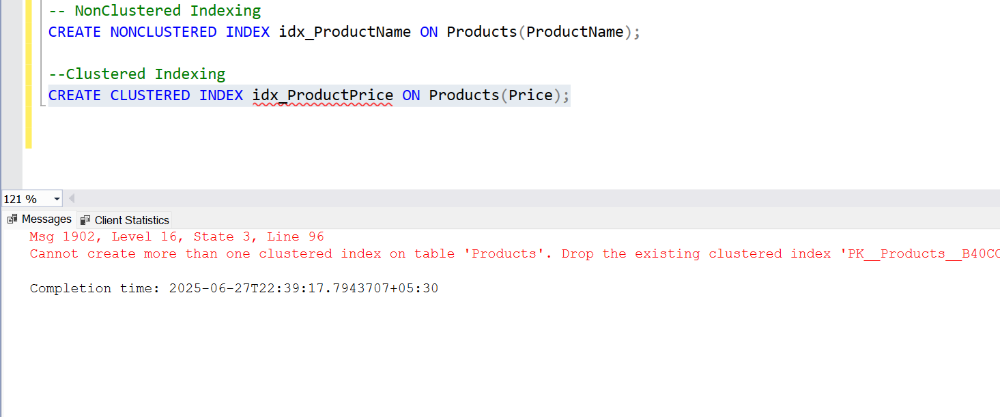 -- NonClustered Indexing
CREATE NONCLUSTERED INDEX idx_ProductName ON Products(ProductName);
--Clustered Indexing
CREATE CLUSTERED INDEX idx_ProductPrice ON Products(Price);
121 %
Messages Client Statistics
Msg 1902, Level 16, State 3, Line 96
Cannot create more than one clustered index on table 'Products'. Drop the existing clustered index
Completion time: 2025-06-27T22:39:17.7943707+05:30